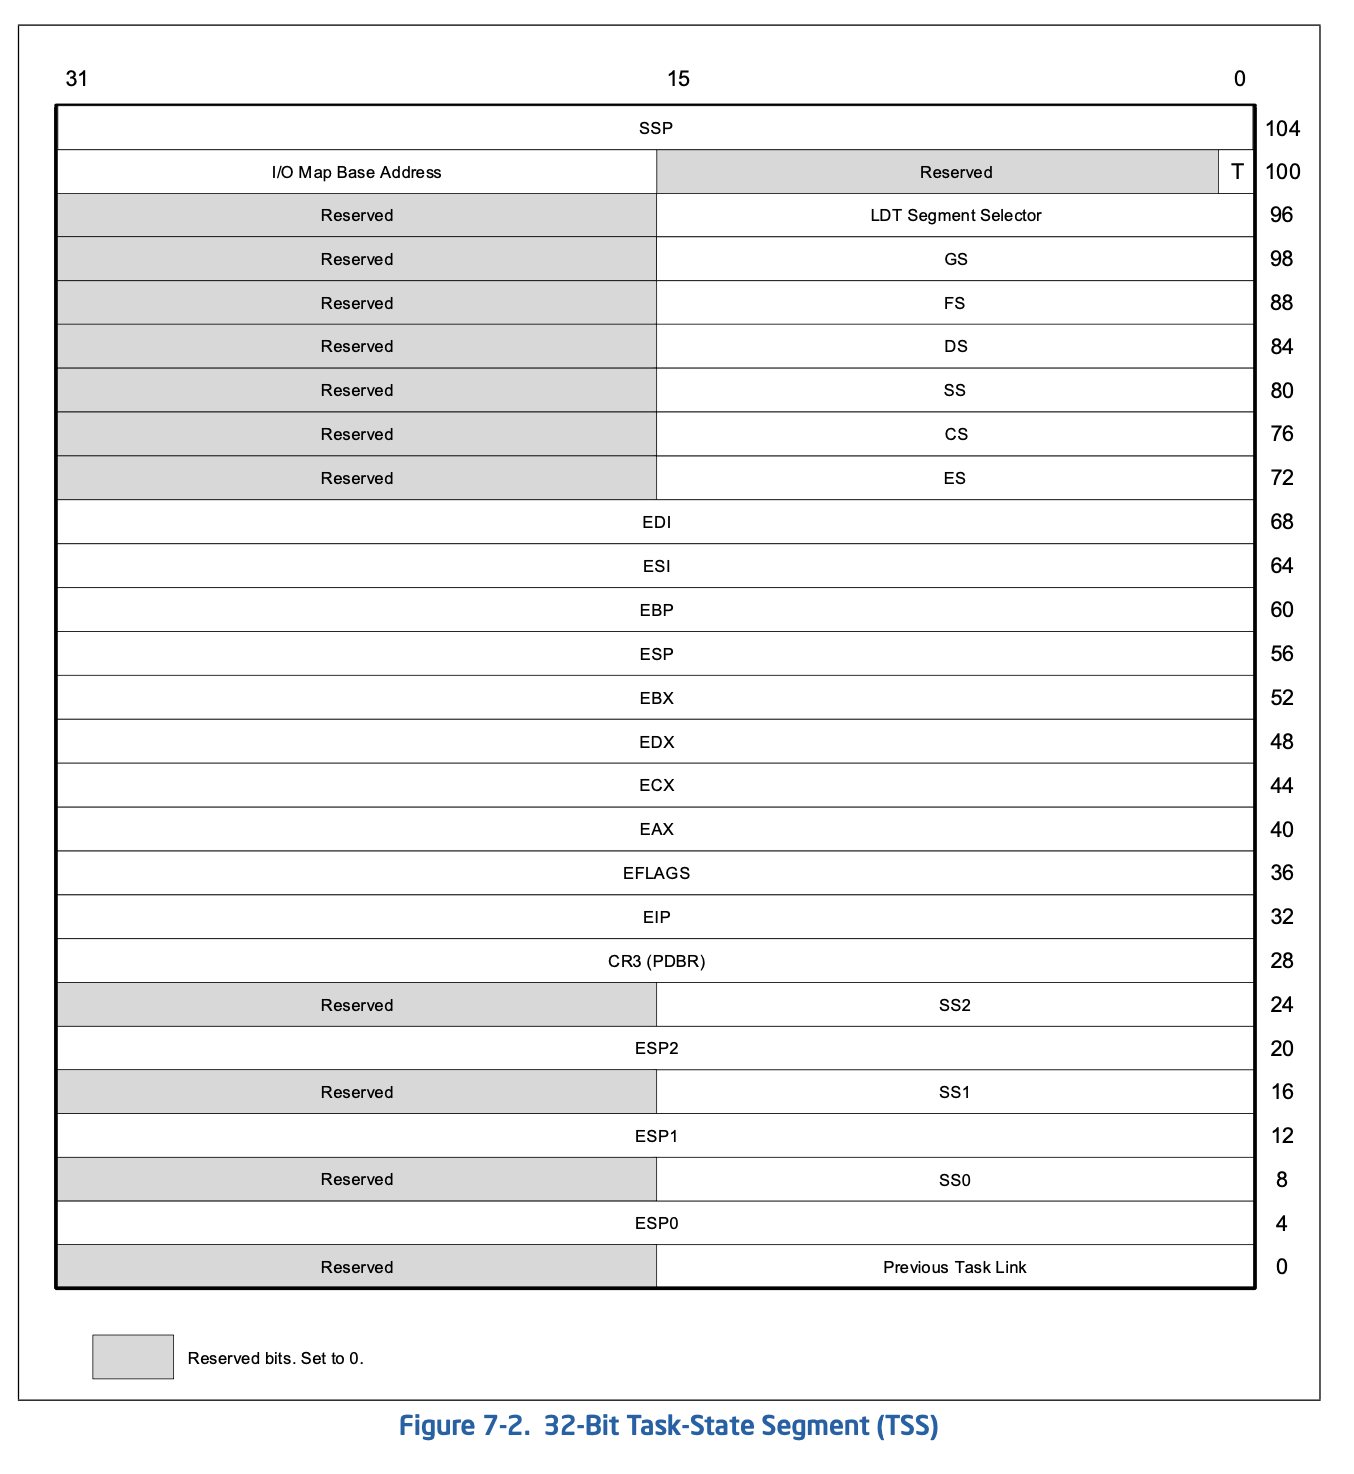 31 15 0
SSP 104
I/O Map Base Address Reserved T 100
Reserved LDT Segment Selector 96
Reserved GS 98
Reserved FS 88
Reserved DS 84
Reserved SS 80
Reserved CS 76
Reserved ES 72
EDI 68
ESI 64
EBP 60
ESP 56
EBX 52
EDX 48
ECX 44
EAX 40
EFLAGS 36
EIP 32
CR3 (PDBR) 28
Reserved SS2 24
ESP2 20
Reserved SS1 16
ESP1 12
Reserved SS0 8
ESP0 4
Reserved Previous Task Link 0
Reserved bits. Set to 0.
Figure 7-2. 32-Bit Task-State Segment (TSS)